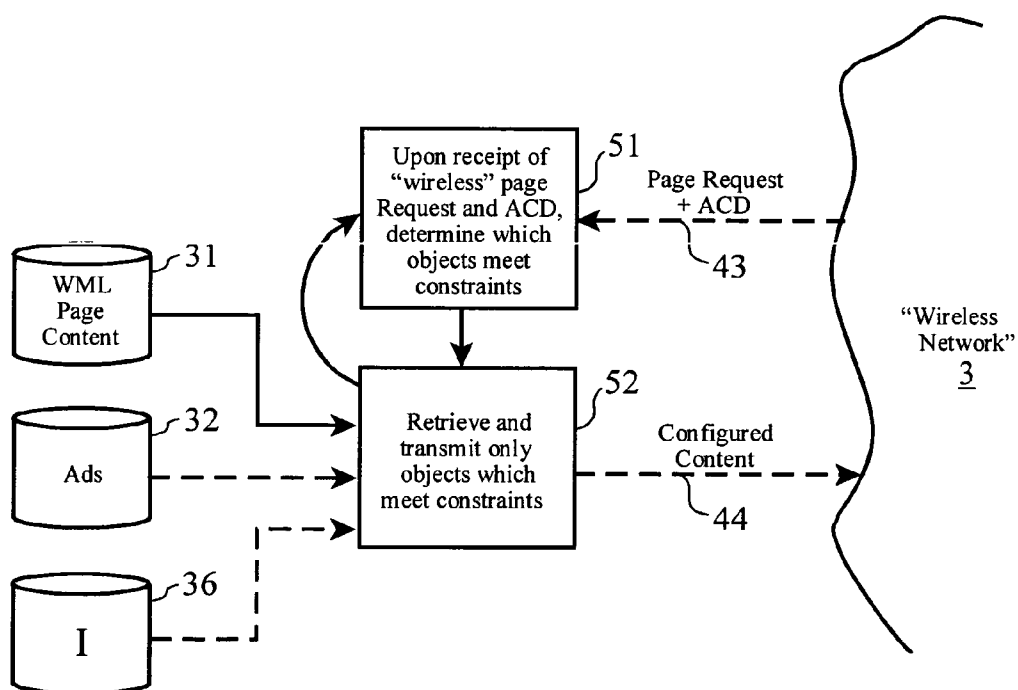 51
Upon receipt of
“wireless” page
Request and ACD,
determine which
objects meet
constraints
Page Request
+ ACD
43
31
WML
Page
Content
“Wireless
Network”
3
52
Retrieve and
transmit only
objects which
meet constraints
32
Ads
Configured
Content
44
36
I